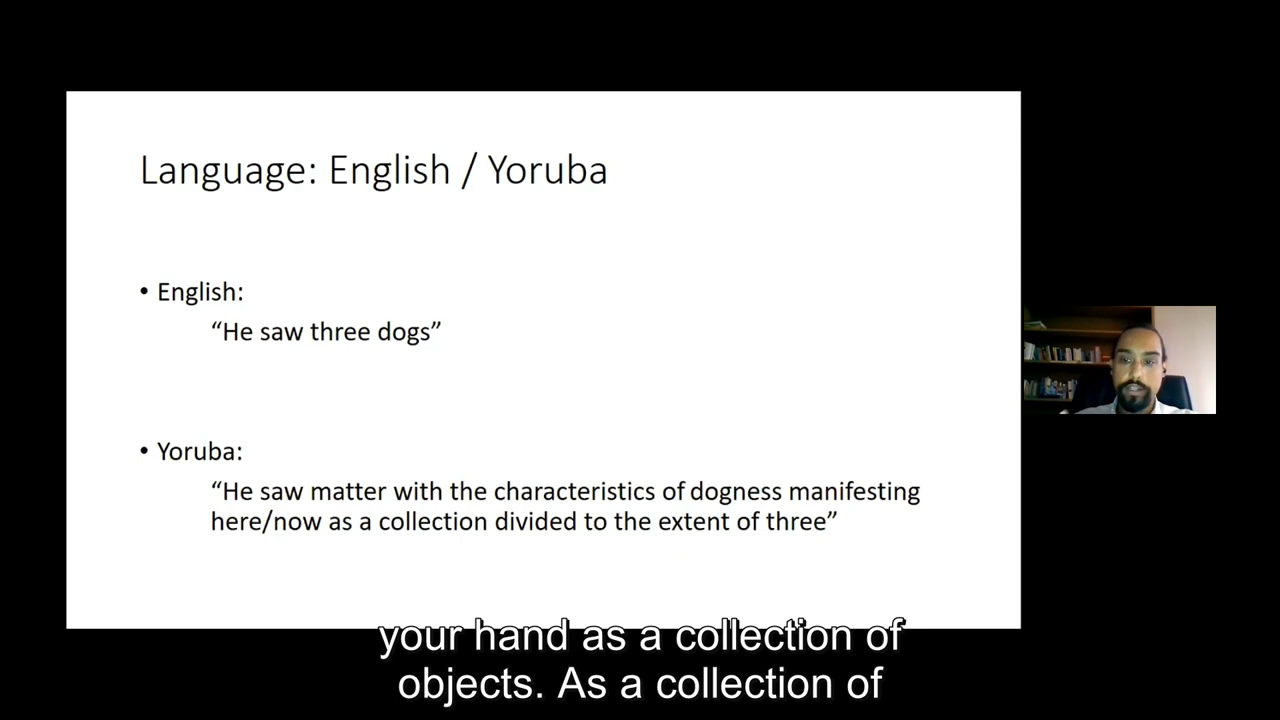 Language: English / Yoruba
• English:
“He saw three dogs”
• Yoruba:
“He saw matter with the characteristics of dogness manifesting
here/now as a collection divided to the extent of three”
your hand as a collection of
objects. As a collection of